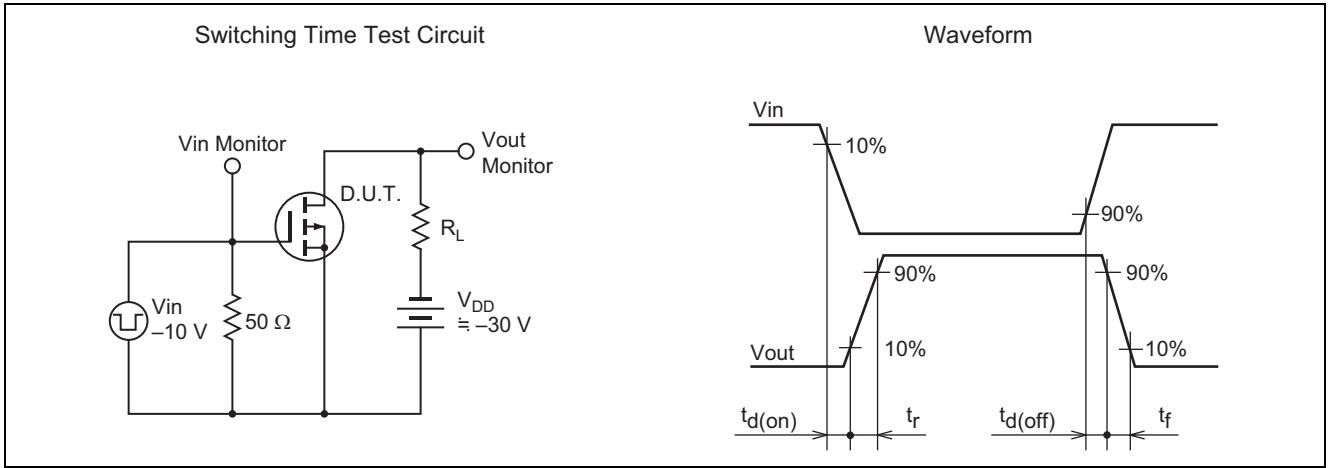 Switching Time Test Circuit
Vin Monitor
D.U.T.
Vout
Monitor
RL
Vin
–10 V
50 Ω
VDD
≒ –30 V
Waveform
Vin
10%
90%
90%
90%
Vout
10%
10%
td(on)
tr
td(off)
tf